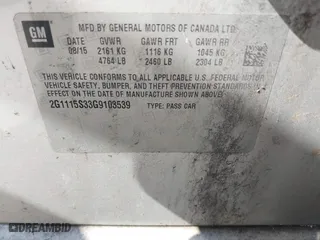 GM
MFD BY GENERAL MOTORS OF CANADA LTD.
DATE GVWR GAWR FRT GAWR RR
08/15 2161 KG 1116 KG 1045 KG
4764 LB 2460 LB 2304 LB
THIS VEHICLE CONFORMS TO ALL APPLICABLE U.S. FEDERAL MOTOR
VEHICLE SAFETY, BUMPER, AND THEFT PREVENTION STANDARDS IN
EFFECT ON THE DATE OF MANUFACTURE SHOWN ABOVE.
2G1115S33G9103539 TYPE: PASS CAR
DREAMBID